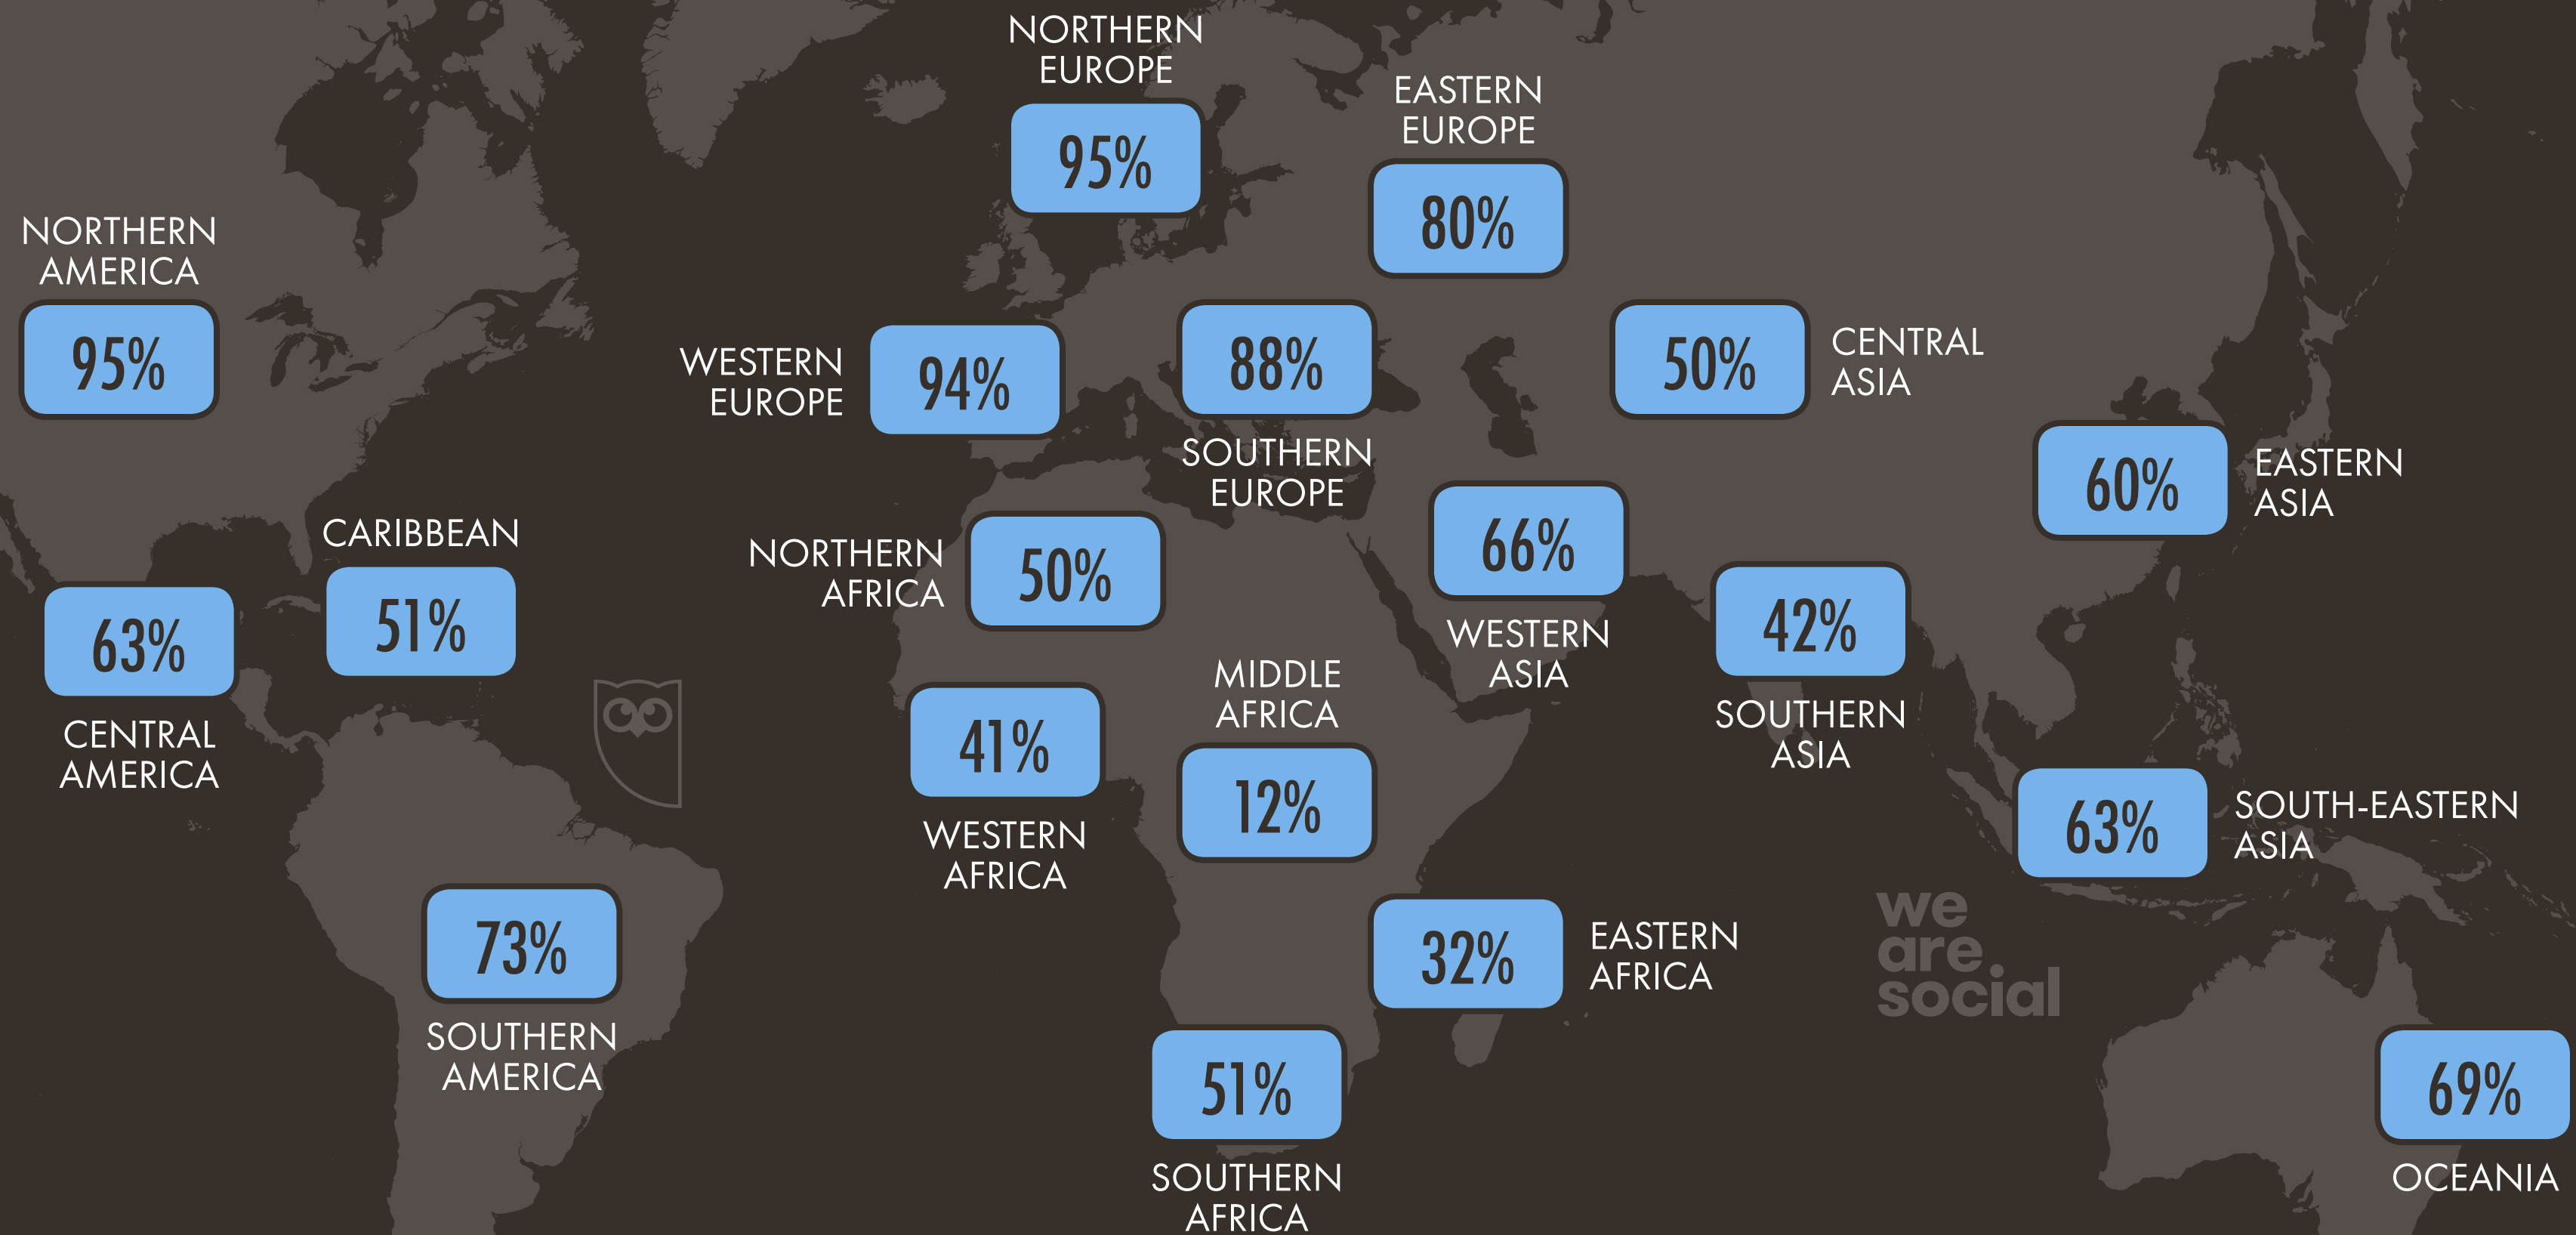 NORTHERN
EUROPE
95%
EASTERN
EUROPE
80%
NORTHERN
AMERICA
95%
WESTERN
EUROPE
94%
88%
SOUTHERN
EUROPE
50%
CENTRAL
ASIA
60%
EASTERN
ASIA
CARIBBEAN
51%
63%
CENTRAL
AMERICA
NORTHERN
AFRICA
50%
66%
WESTERN
ASIA
42%
SOUTHERN
ASIA
41%
WESTERN
AFRICA
MIDDLE
AFRICA
12%
63%
SOUTH-EASTERN
ASIA
73%
SOUTHERN
AMERICA
32%
EASTERN
AFRICA
we
are
social
51%
SOUTHERN
AFRICA
69%
OCEANIA